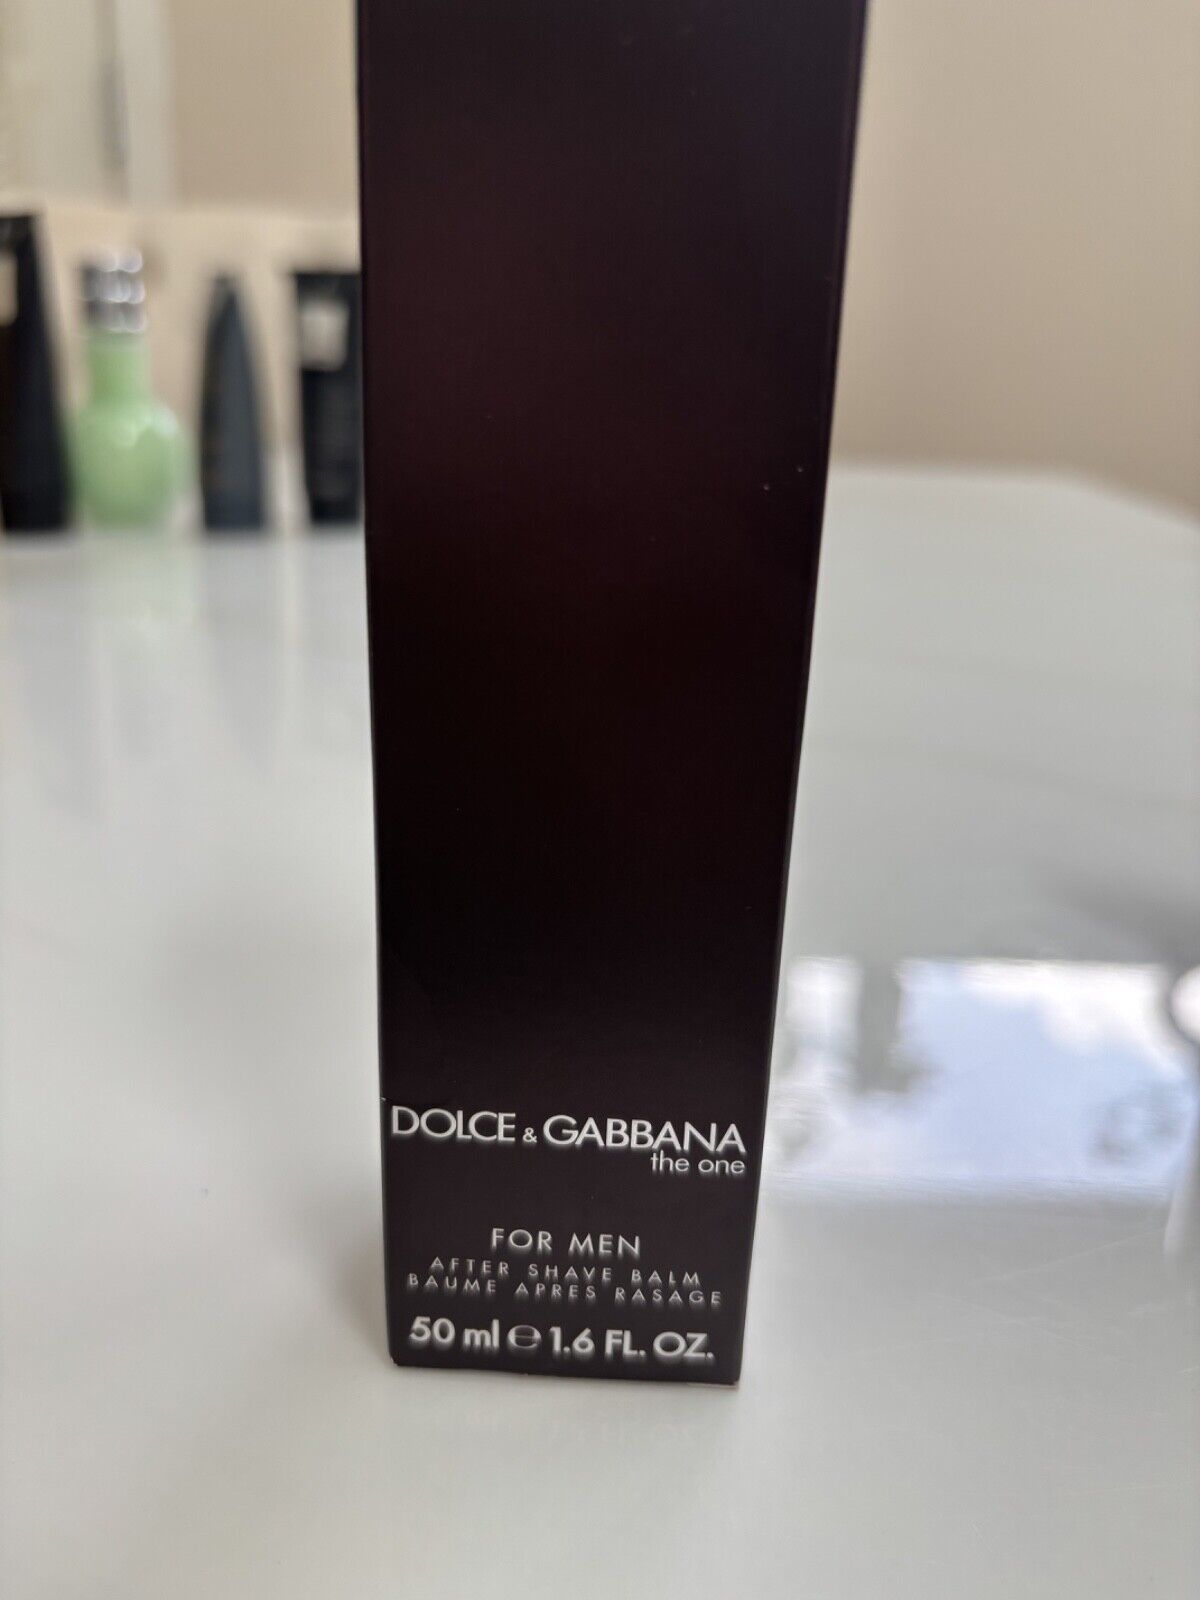 DOLCE & GABBANA
the one
FOR MEN
AFTER SHAVE BALM
BAUME APRES RASAGE
50 ml ℮ 1.6 FL. OZ.